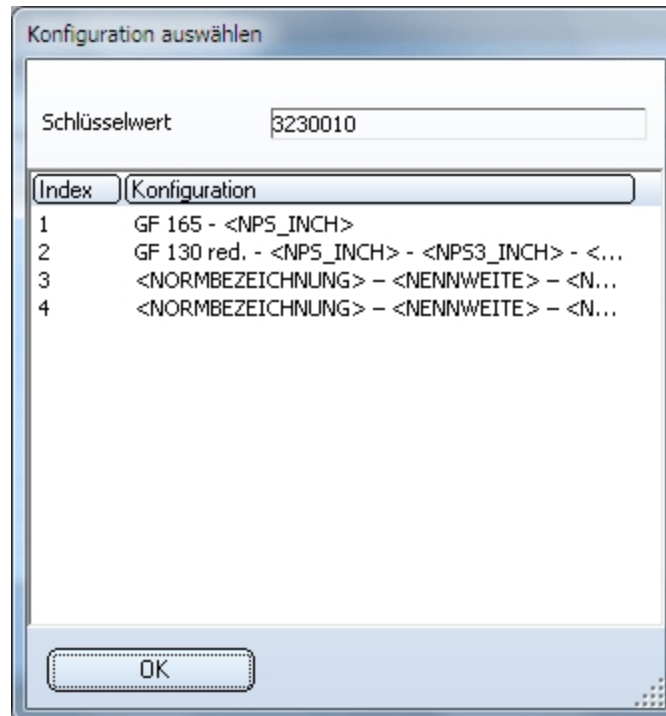 Konfiguration auswählen
Schlüsselwert 3230010
Index Konfiguration
1 GF 165 - <NPS_INCH>
2 GF 130 red. - <NPS_INCH> - <NPS3_INCH> - <...
3 <NORMBEZEICHNUNG> – <NENNWEITE> – <N...
4 <NORMBEZEICHNUNG> – <NENNWEITE> – <N...
OK